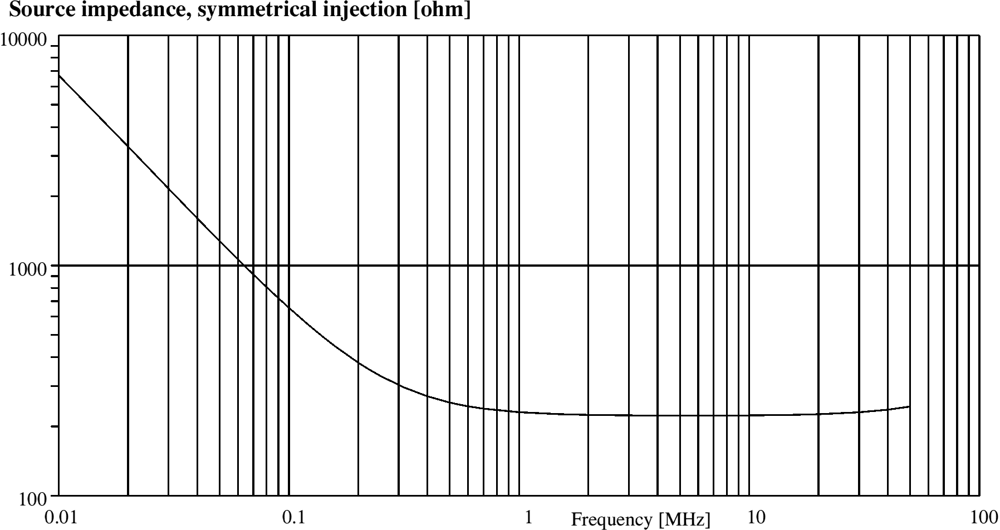 Source impedance, symmetrical injection [ohm]
10000
1000
100
0.01 0.1 1 Frequency [MHz] 10 100